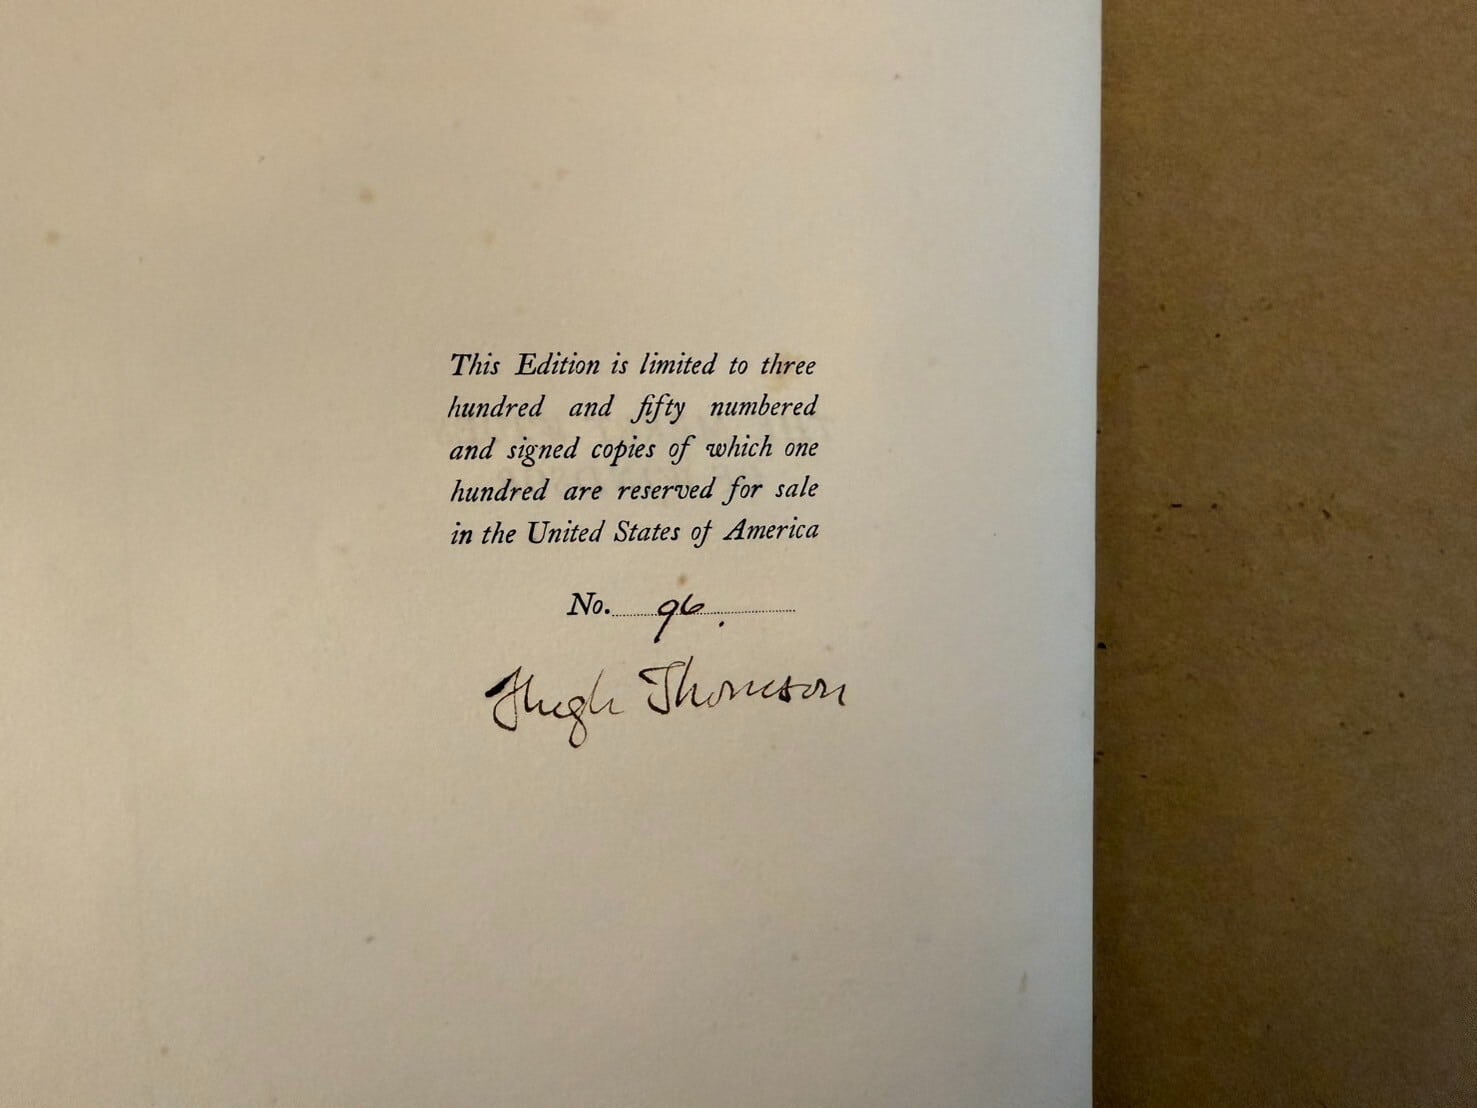 This Edition is limited to three
hundred and fifty numbered
and signed copies of which one
hundred are reserved for sale
in the United States of America
No. 96.
Hugh Thomson